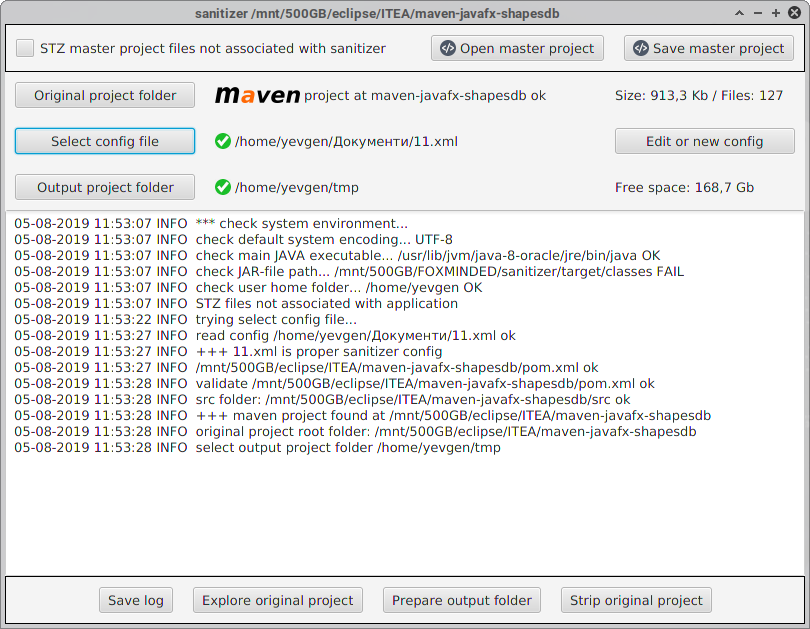 sanitizer /mnt/500GB/eclipse/ITEA/maven-javafx-shapesdb
STZ master project files not associated with sanitizer
Open master project
Save master project
Original project folder
maven project at maven-javafx-shapesdb ok
Size: 913,3 Kb / Files: 127
Select config file
/home/yevgen/Документи/11.xml
Edit or new config
Output project folder
/home/yevgen/tmp
Free space: 168,7 Gb
05-08-2019 11:53:07 INFO *** check system environment...
05-08-2019 11:53:07 INFO check default system encoding... UTF-8
05-08-2019 11:53:07 INFO check main JAVA executable... /usr/lib/jvm/java-8-oracle/jre/bin/java OK
05-08-2019 11:53:07 INFO check JAR-file path... /mnt/500GB/FOXMINDED/sanitizer/target/classes FAIL
05-08-2019 11:53:07 INFO check user home folder... /home/yevgen OK
05-08-2019 11:53:07 INFO STZ files not associated with application
05-08-2019 11:53:22 INFO trying select config file...
05-08-2019 11:53:27 INFO read config /home/yevgen/Документи/11.xml ok
05-08-2019 11:53:27 INFO +++ 11.xml is proper sanitizer config
05-08-2019 11:53:27 INFO /mnt/500GB/eclipse/ITEA/maven-javafx-shapesdb/pom.xml ok
05-08-2019 11:53:28 INFO validate /mnt/500GB/eclipse/ITEA/maven-javafx-shapesdb/pom.xml ok
05-08-2019 11:53:28 INFO src folder: /mnt/500GB/eclipse/ITEA/maven-javafx-shapesdb/src ok
05-08-2019 11:53:28 INFO +++ maven project found at /mnt/500GB/eclipse/ITEA/maven-javafx-shapesdb
05-08-2019 11:53:28 INFO original project root folder: /mnt/500GB/eclipse/ITEA/maven-javafx-shapesdb
05-08-2019 11:53:28 INFO select output project folder /home/yevgen/tmp
Save log
Explore original project
Prepare output folder
Strip original project